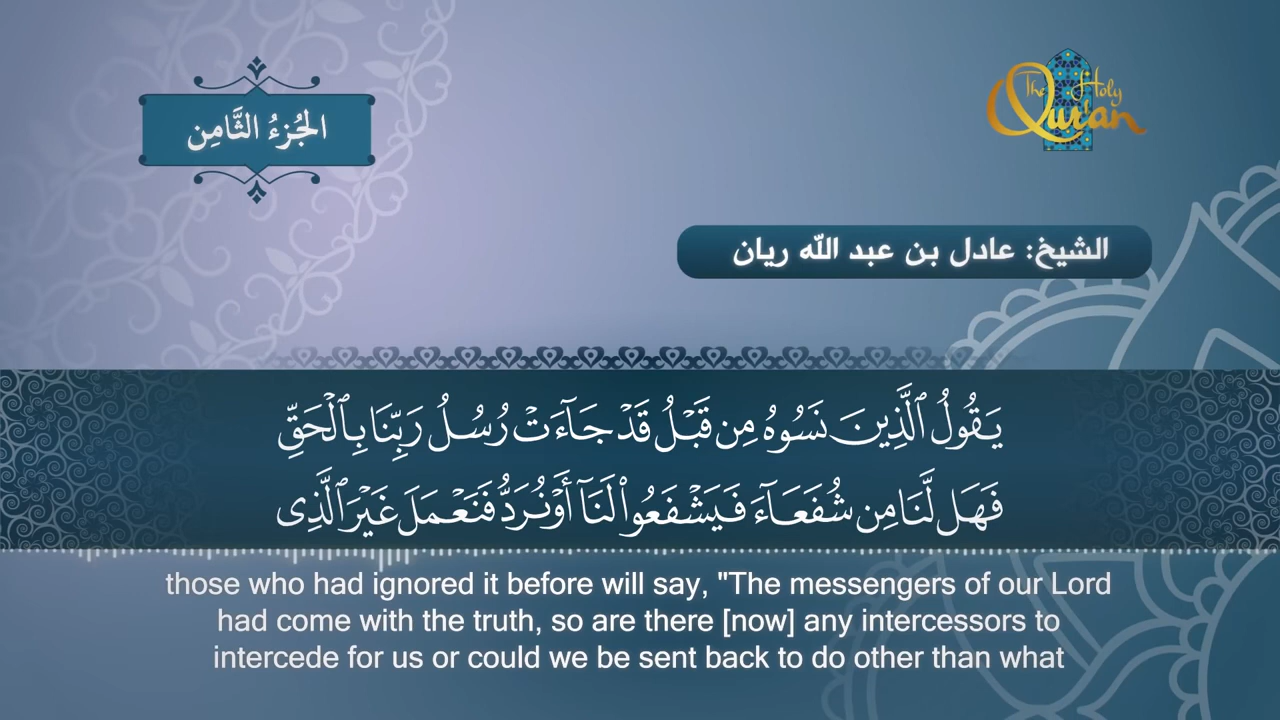 الجُزءُ الثَّامِن
The Holy
Qur'an
الشيخ: عادل بن عبد الله ريان
يَقُولُ ٱلَّذِينَ نَسُوهُ مِن قَبْلُ قَدْ جَآءَتْ رُسُلُ رَبِّنَا بِٱلْحَقِّ
فَهَل لَّنَا مِن شُفَعَآءَ فَيَشْفَعُوا۟ لَنَآ أَوْ نُرَدُّ فَنَعْمَلَ غَيْرَ ٱلَّذِى
those who had ignored it before will say, "The messengers of our Lord
had come with the truth, so are there [now] any intercessors to
intercede for us or could we be sent back to do other than what